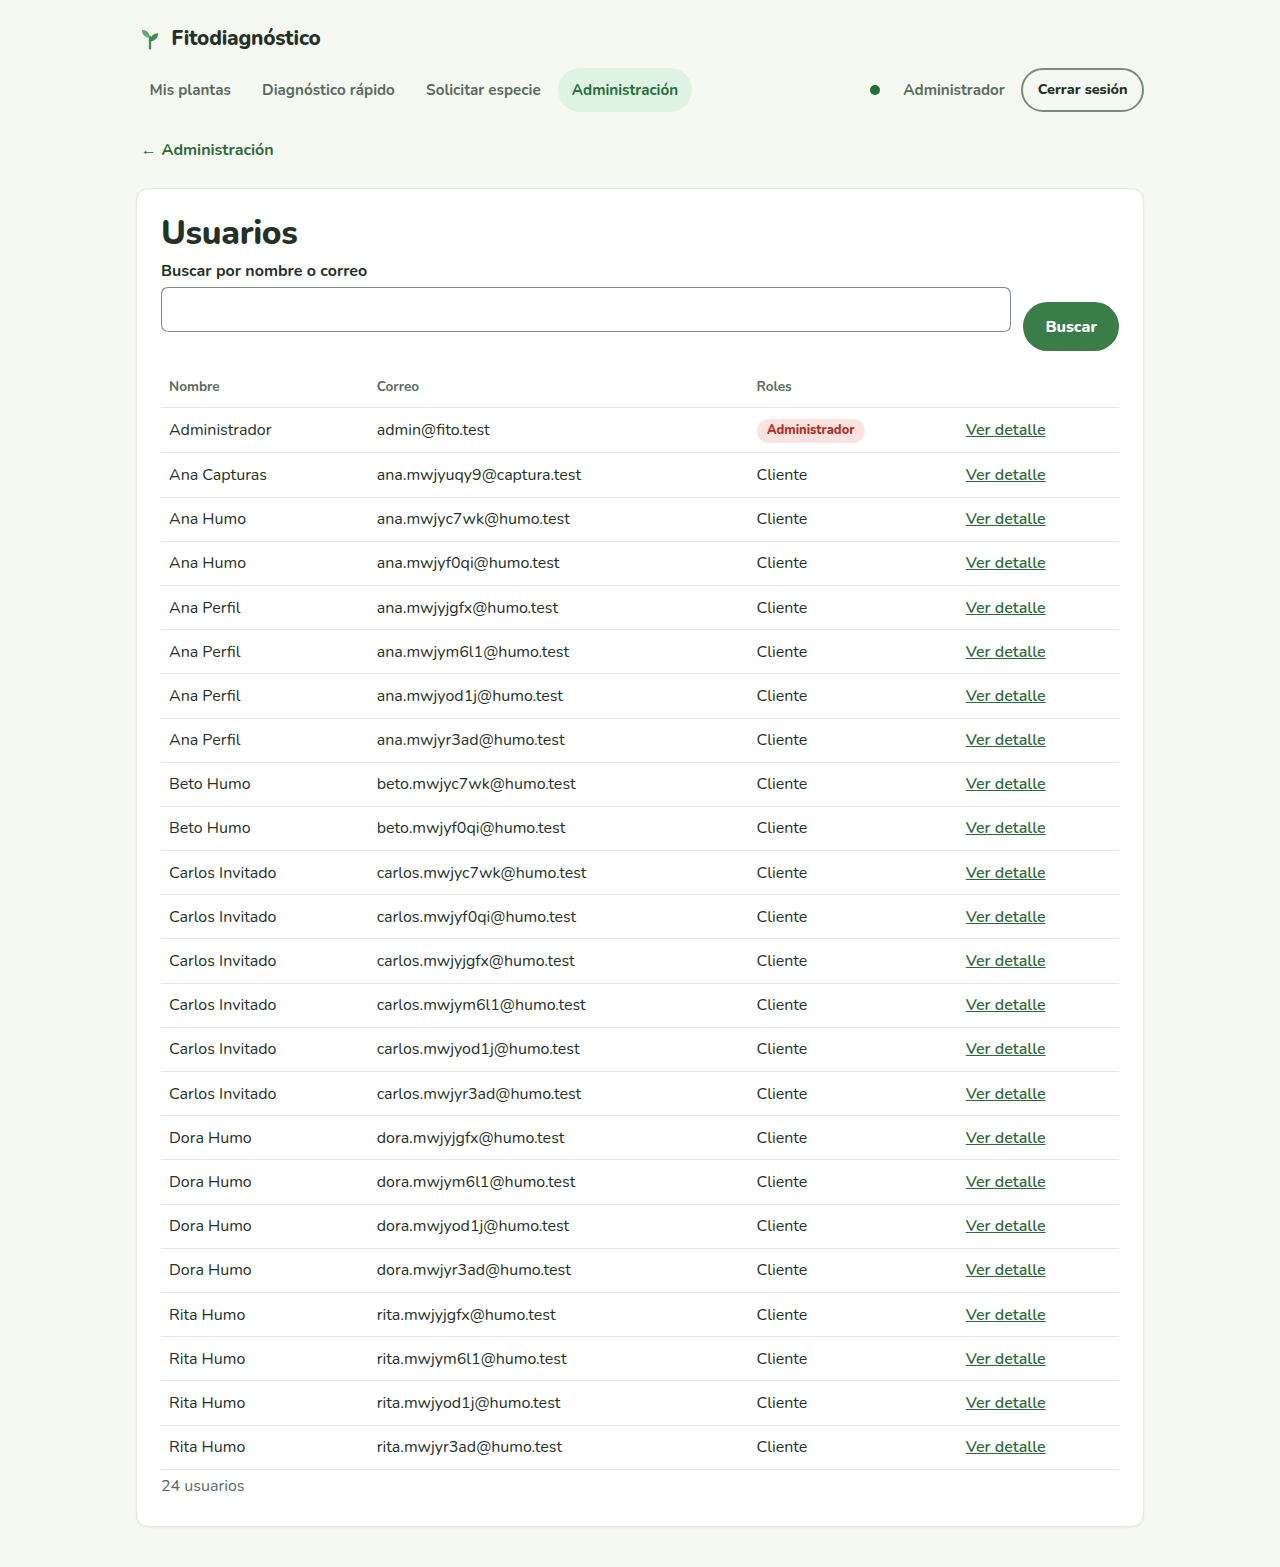 Fitodiagnóstico
Mis plantas Diagnóstico rápido Solicitar especie Administración Administrador Cerrar sesión
← Administración
Usuarios
Buscar por nombre o correo
Buscar
Nombre Correo Roles
Administrador admin@fito.test Administrador Ver detalle
Ana Capturas ana.mwjyuqy9@captura.test Cliente Ver detalle
Ana Humo ana.mwjyc7wk@humo.test Cliente Ver detalle
Ana Humo ana.mwjyf0qi@humo.test Cliente Ver detalle
Ana Perfil ana.mwjyjgfx@humo.test Cliente Ver detalle
Ana Perfil ana.mwjym6l1@humo.test Cliente Ver detalle
Ana Perfil ana.mwjyod1j@humo.test Cliente Ver detalle
Ana Perfil ana.mwjyr3ad@humo.test Cliente Ver detalle
Beto Humo beto.mwjyc7wk@humo.test Cliente Ver detalle
Beto Humo beto.mwjyf0qi@humo.test Cliente Ver detalle
Carlos Invitado carlos.mwjyc7wk@humo.test Cliente Ver detalle
Carlos Invitado carlos.mwjyf0qi@humo.test Cliente Ver detalle
Carlos Invitado carlos.mwjyjgfx@humo.test Cliente Ver detalle
Carlos Invitado carlos.mwjym6l1@humo.test Cliente Ver detalle
Carlos Invitado carlos.mwjyod1j@humo.test Cliente Ver detalle
Carlos Invitado carlos.mwjyr3ad@humo.test Cliente Ver detalle
Dora Humo dora.mwjyjgfx@humo.test Cliente Ver detalle
Dora Humo dora.mwjym6l1@humo.test Cliente Ver detalle
Dora Humo dora.mwjyod1j@humo.test Cliente Ver detalle
Dora Humo dora.mwjyr3ad@humo.test Cliente Ver detalle
Rita Humo rita.mwjyjgfx@humo.test Cliente Ver detalle
Rita Humo rita.mwjym6l1@humo.test Cliente Ver detalle
Rita Humo rita.mwjyod1j@humo.test Cliente Ver detalle
Rita Humo rita.mwjyr3ad@humo.test Cliente Ver detalle
24 usuarios